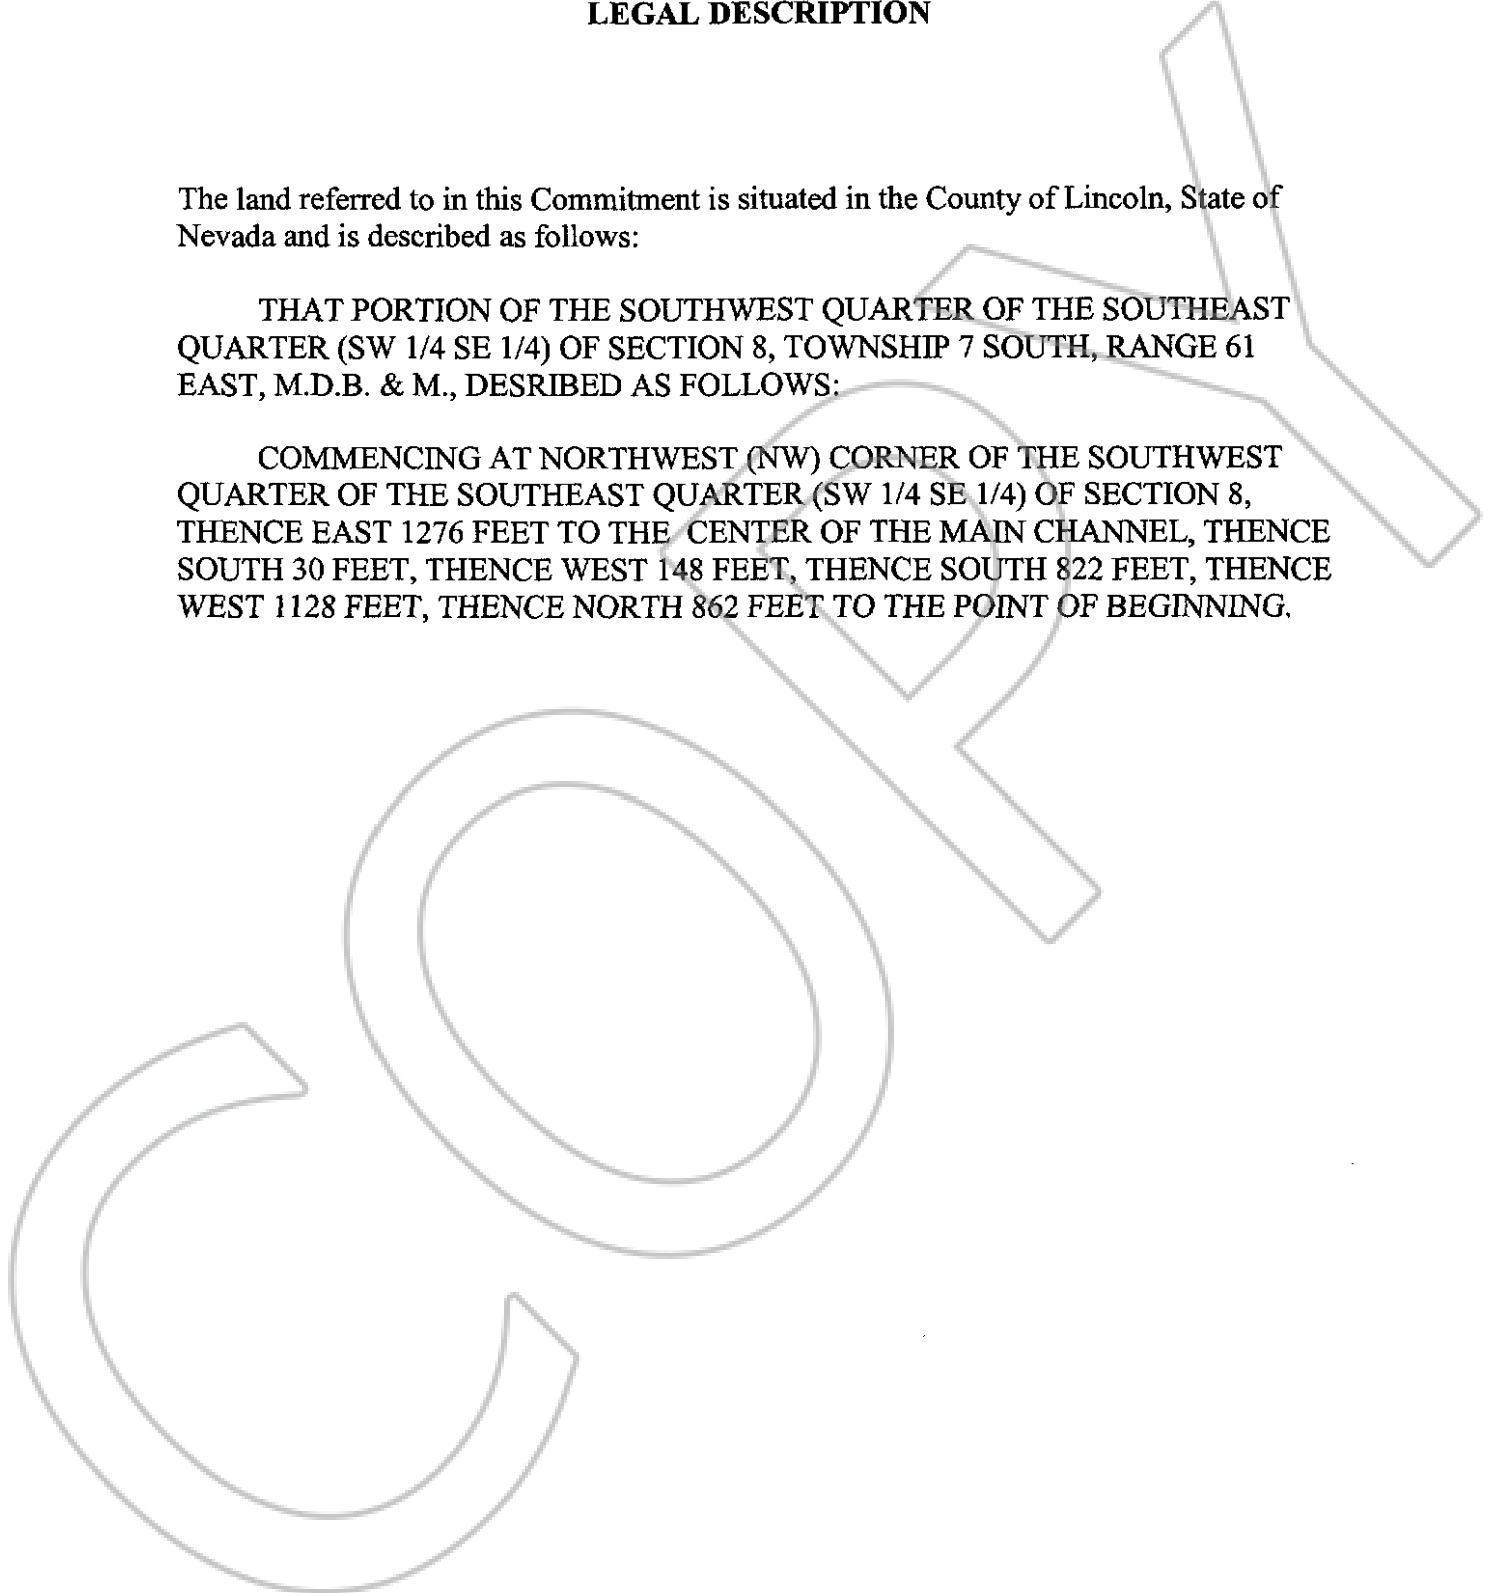 LEGAL DESCRIPTION
The land referred to in this Commitment is situated in the County of Lincoln, State of
Nevada and is described as follows:
THAT PORTION OF THE SOUTHWEST QUARTER OF THE SOUTHEAST
QUARTER (SW 1/4 SE 1/4) OF SECTION 8, TOWNSHIP 7 SOUTH, RANGE 61
EAST, M.D.B. & M., DESRIBED AS FOLLOWS:
COMMENCING AT NORTHWEST (NW) CORNER OF THE SOUTHWEST
QUARTER OF THE SOUTHEAST QUARTER (SW 1/4 SE 1/4) OF SECTION 8,
THENCE EAST 1276 FEET TO THE CENTER OF THE MAIN CHANNEL, THENCE
SOUTH 30 FEET, THENCE WEST 148 FEET, THENCE SOUTH 822 FEET, THENCE
WEST 1128 FEET, THENCE NORTH 862 FEET TO THE POINT OF BEGINNING.
COPY